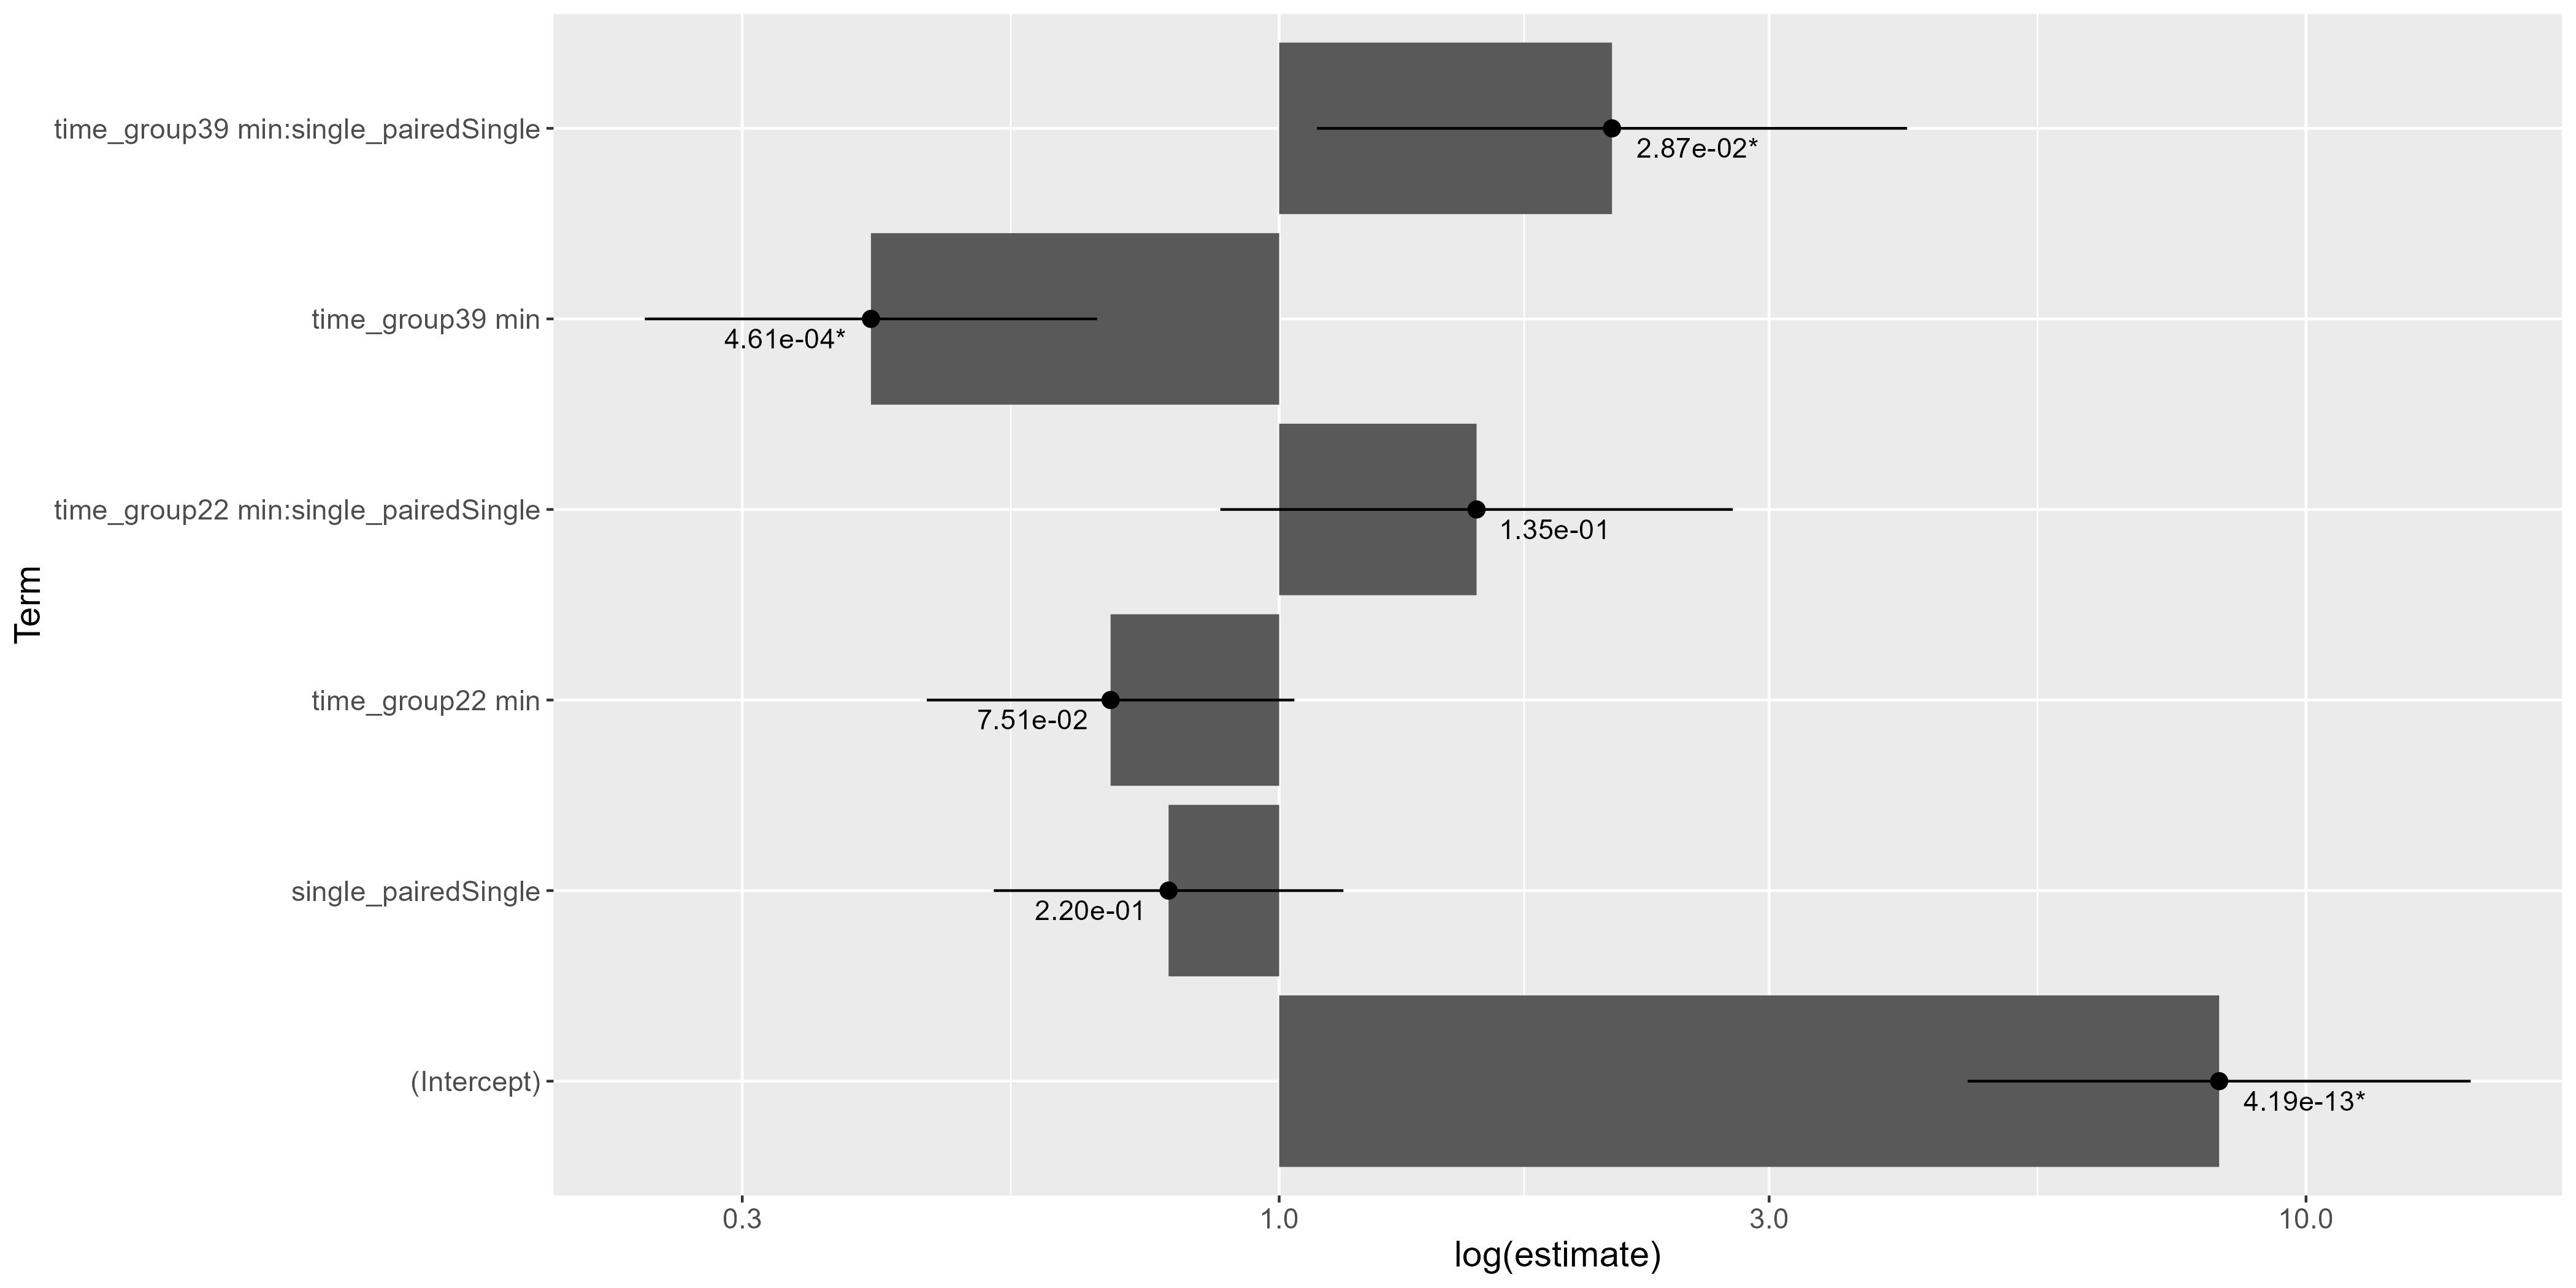 time_group39 min:single_pairedSingle
2.87e-02*
time_group39 min
4.61e-04*
time_group22 min:single_pairedSingle
1.35e-01
Term
time_group22 min
7.51e-02
single_pairedSingle
2.20e-01
(Intercept)
4.19e-13*
0.3
1.0
3.0
10.0
log(estimate)